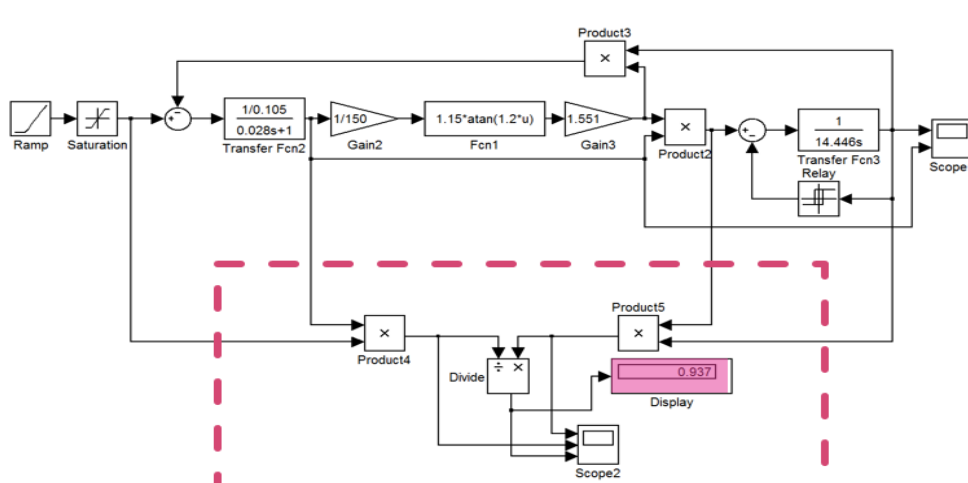 Product3
×
Ramp
Saturation
1/0.105
0.028s+1
Transfer Fcn2
1/150
Gain2
1.15*atan(1.2*u)
Fcn1
1.551
Gain3
×
Product2
1
14.446s
Transfer Fcn3
Relay
Scope
×
Product4
Product5
×
Divide
÷ ×
0.937
Display
Scope2